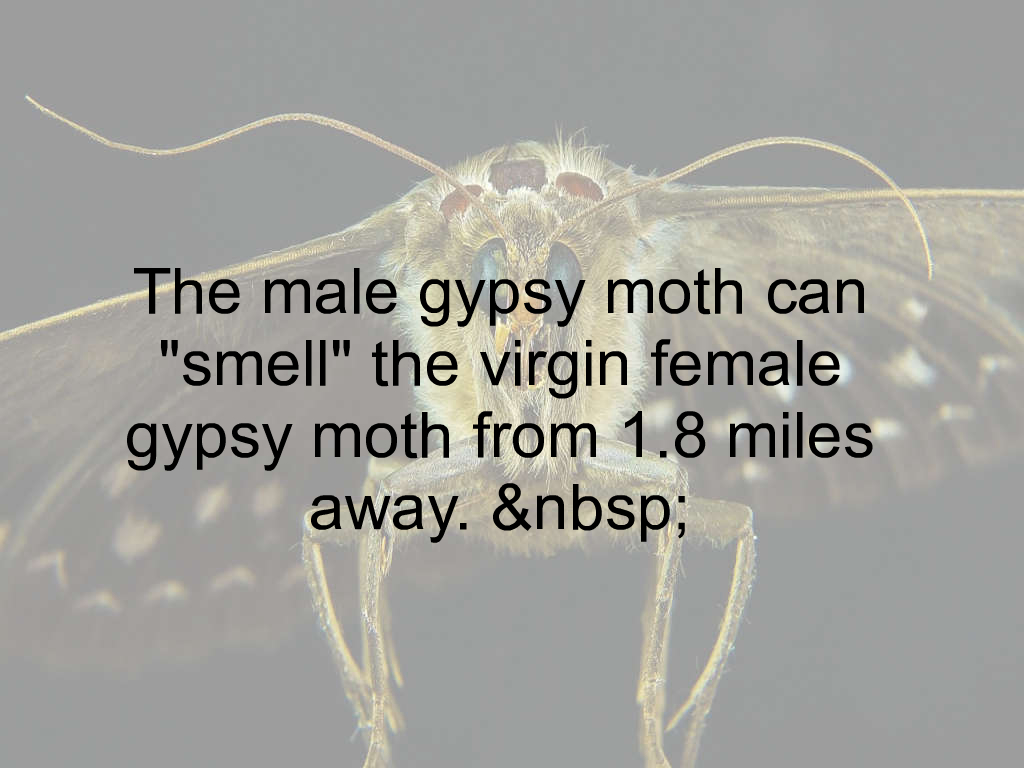 The male gypsy moth can
"smell" the virgin female
gypsy moth from 1.8 miles
away. &nbsp;